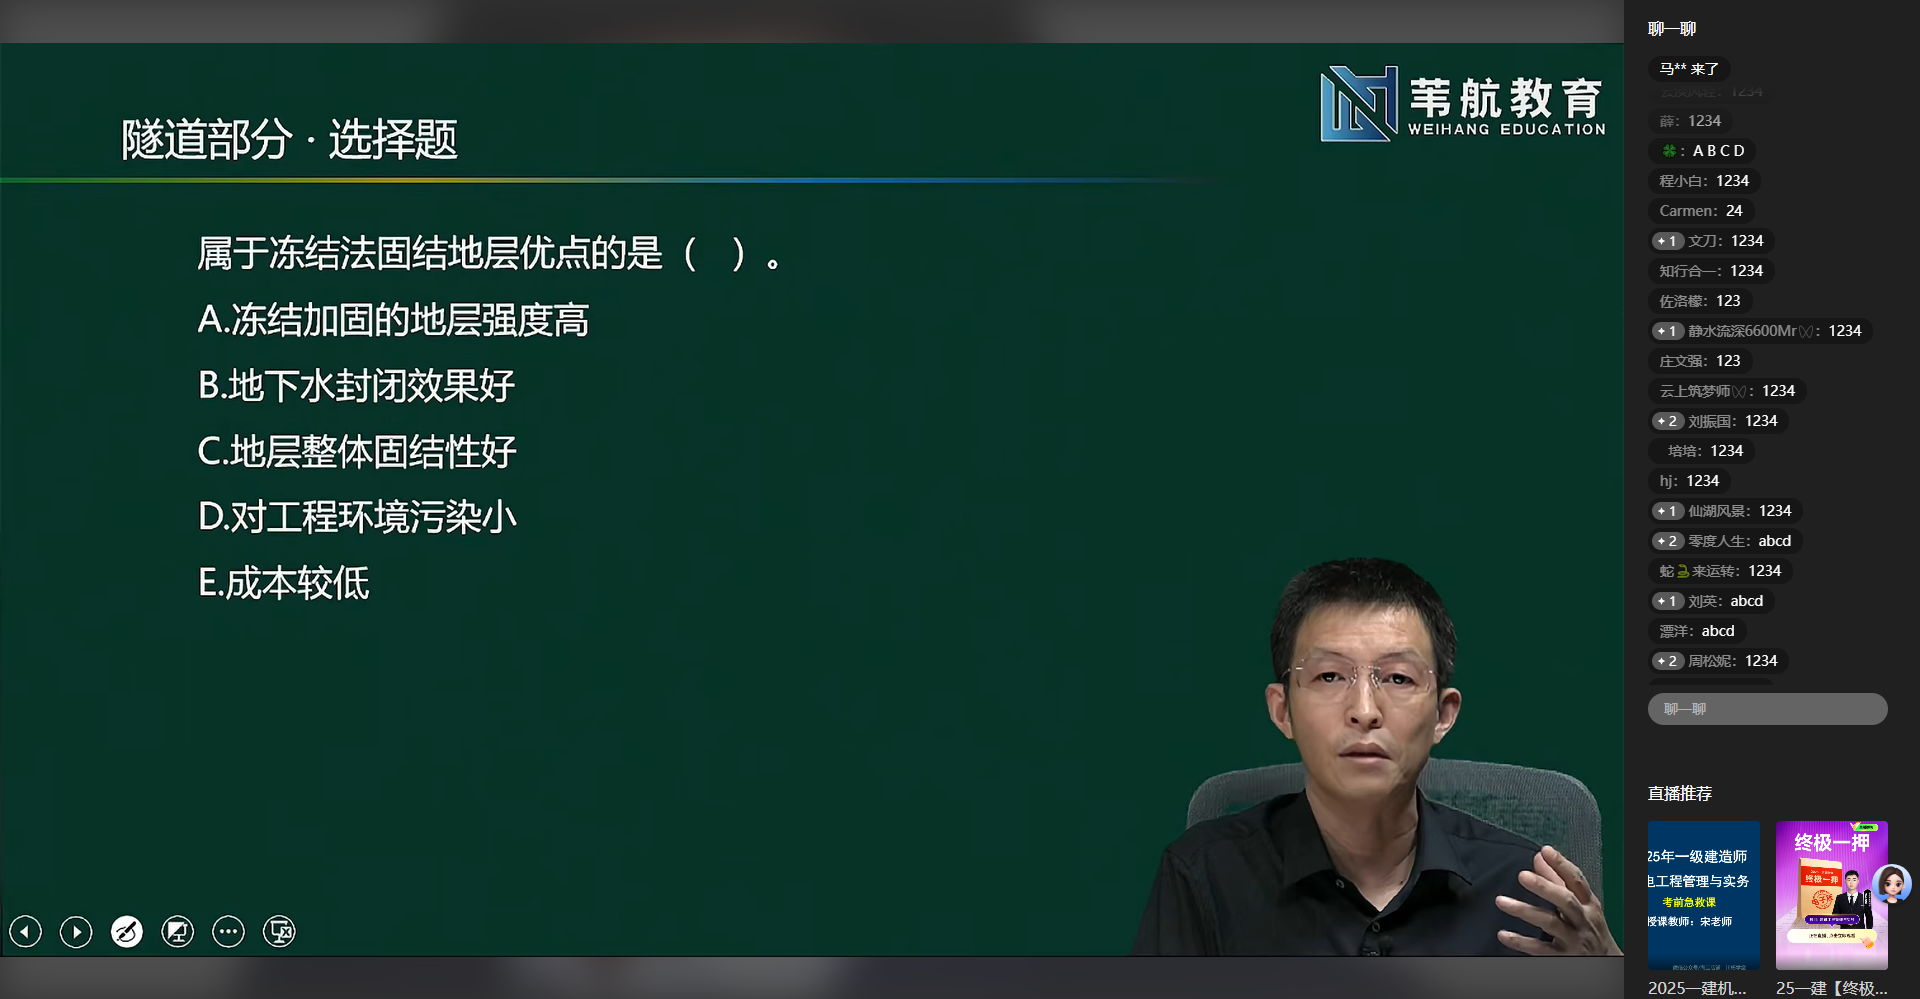 隧道部分·选择题
苇航教育
WEIHANG EDUCATION
属于冻结法固结地层优点的是（ ）。
A.冻结加固的地层强度高
B.地下水封闭效果好
C.地层整体固结性好
D.对工程环境污染小
E.成本较低
聊一聊
马** 来了
薛：1234
🍀：A B C D
程小白：1234
Carmen：24
+1 文刀：1234
知行合一：1234
佐洛檬：123
+1 静水流深6600Mr：1234
庄文强：123
云上筑梦师：1234
+2 刘振国：1234
培培：1234
hj：1234
+1 仙湖风景：1234
+2 零度人生：abcd
蛇🐍来运转：1234
+1 刘英：abcd
漂洋：abcd
+2 周松妮：1234
聊一聊
直播推荐
25年一级建造师
电工程管理与实务
考前急救课
授课教师：宋老师
2025一建机...
终极一押
终极一押
25一建【终极...